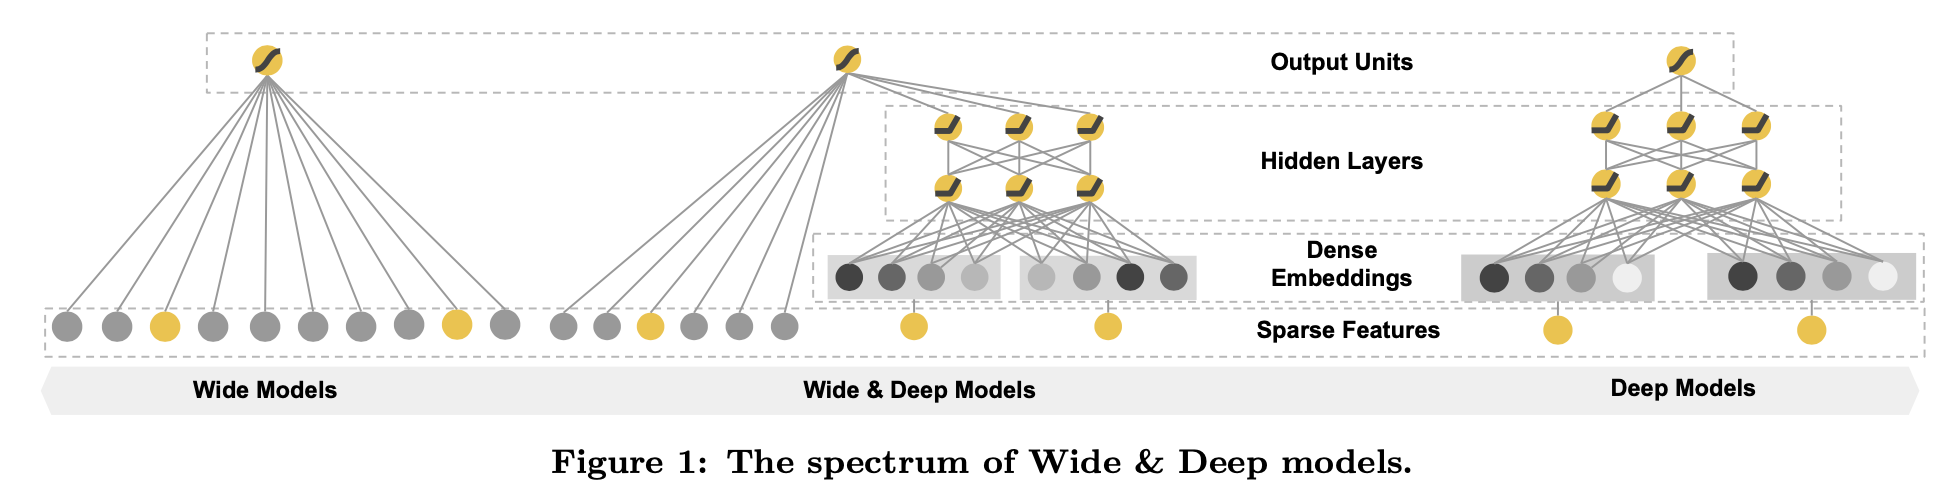 Output Units
Hidden Layers
Dense
Embeddings
Sparse Features
Wide Models
Wide & Deep Models
Deep Models
Figure 1: The spectrum of Wide & Deep models.